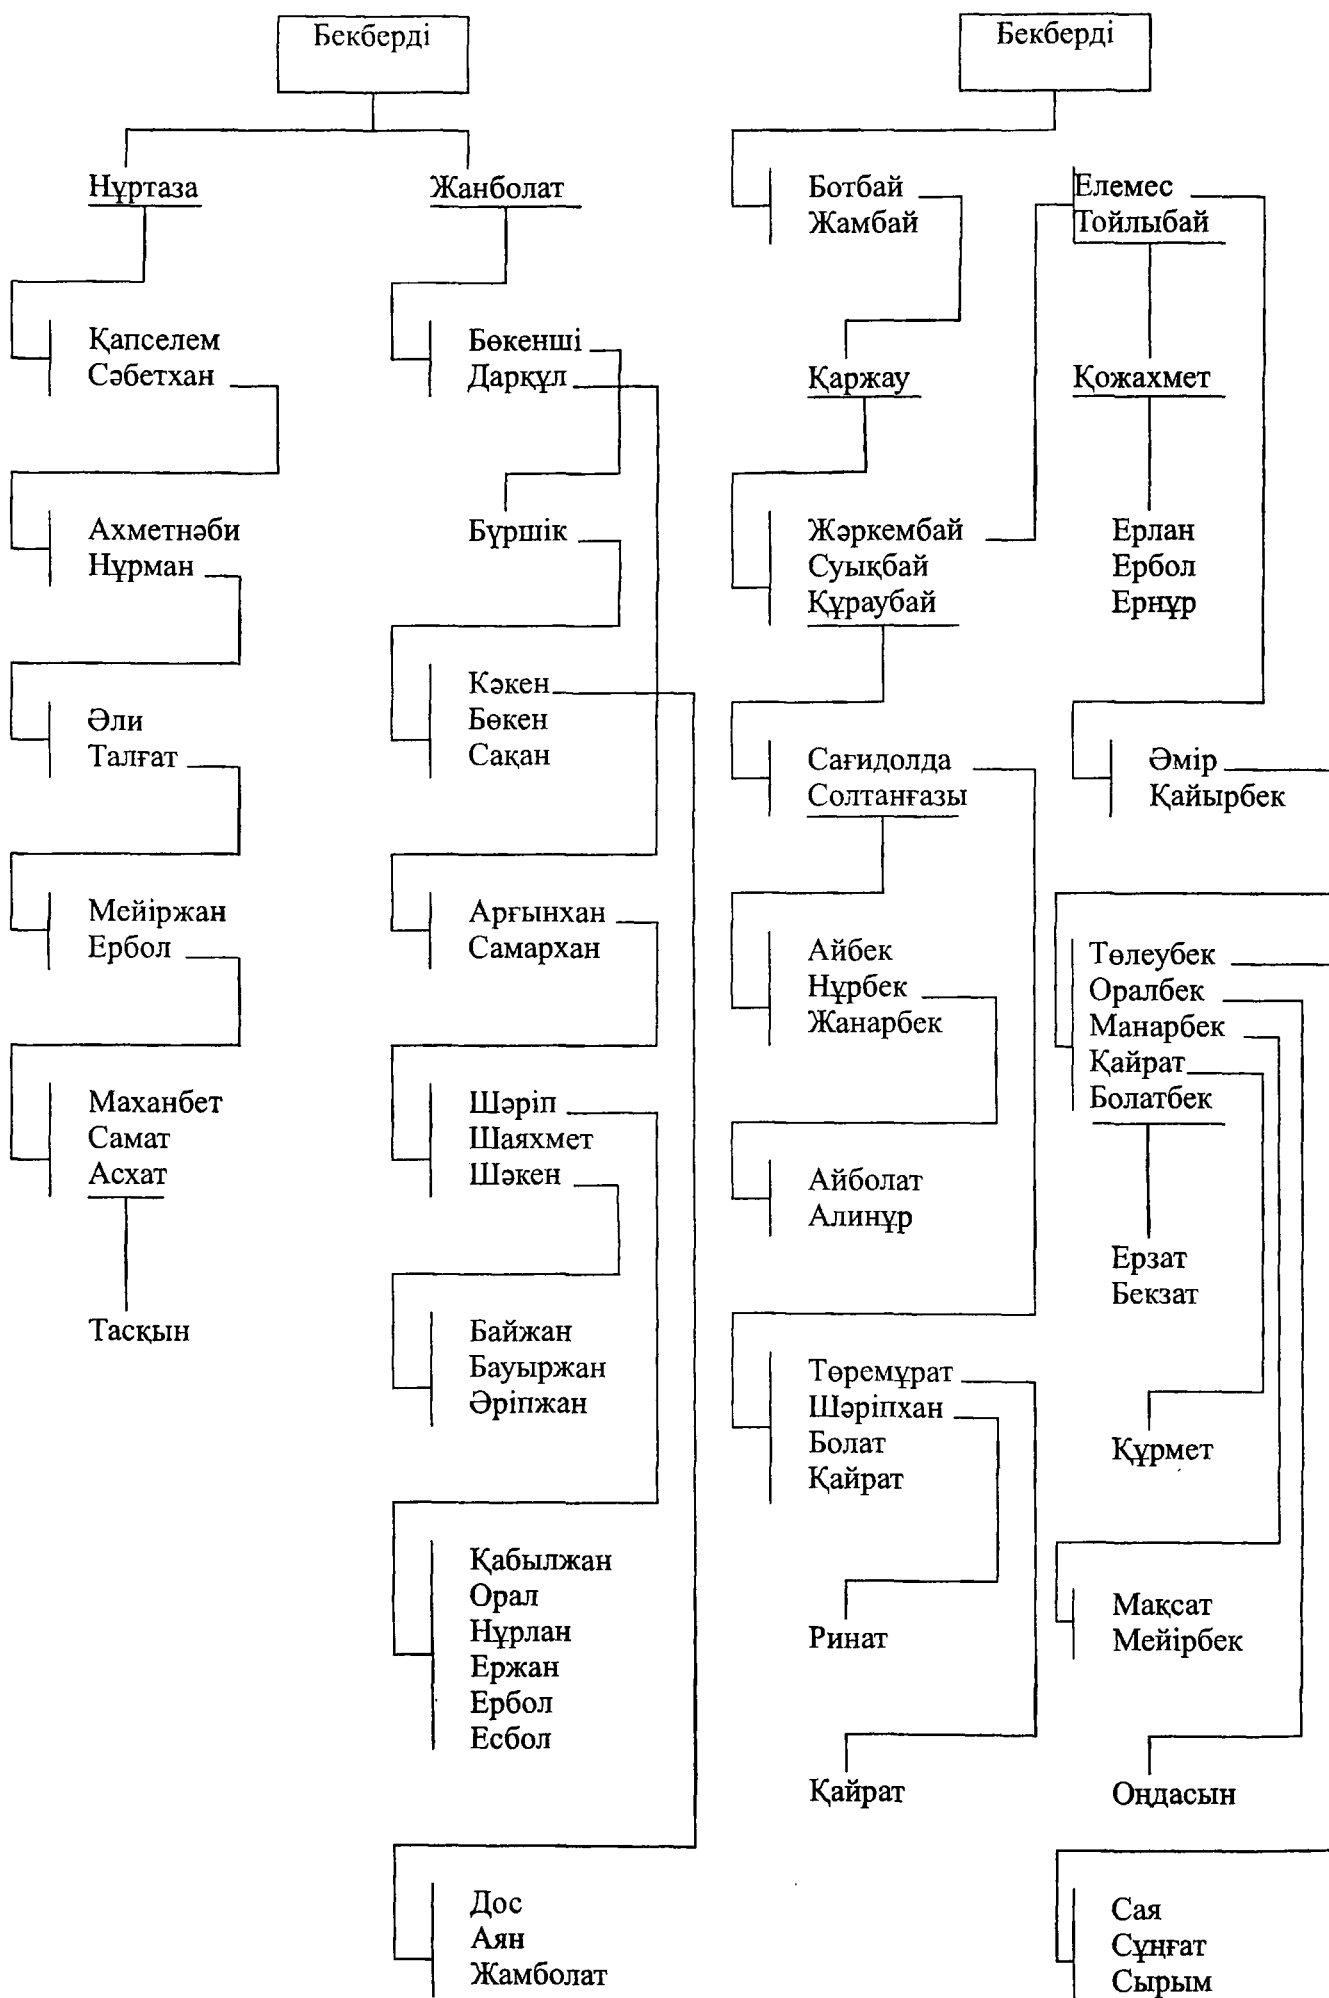 Бекберді
Нұртаза
Жанболат
Қапселем
Сәбетхан
Ахметнәби
Нұрман
Әли
Талғат
Мейіржан
Ербол
Маханбет
Самат
Асхат
Тасқын
Бөкенші
Дарқұл
Бүршік
Кәкен
Бөкен
Сақан
Арғынхан
Самархан
Шәріп
Шаяхмет
Шәкен
Байжан
Бауыржан
Әріпжан
Қабылжан
Орал
Нұрлан
Ержан
Ербол
Есбол
Дос
Аян
Жамболат
Бекберді
Ботбай
Жамбай
Қаржау
Жәркембай
Суықбай
Құраубай
Сағидолда
Солтанғазы
Айбек
Нұрбек
Жанарбек
Айболат
Алинұр
Төремұрат
Шәріпхан
Болат
Қайрат
Ринат
Қайрат
Елемес
Тойлыбай
Қожахмет
Ерлан
Ербол
Ернұр
Әмір
Қайырбек
Төлеубек
Оралбек
Манарбек
Қайрат
Болатбек
Ерзат
Бекзат
Құрмет
Мақсат
Мейірбек
Оңдасын
Сая
Сұңғат
Сырым